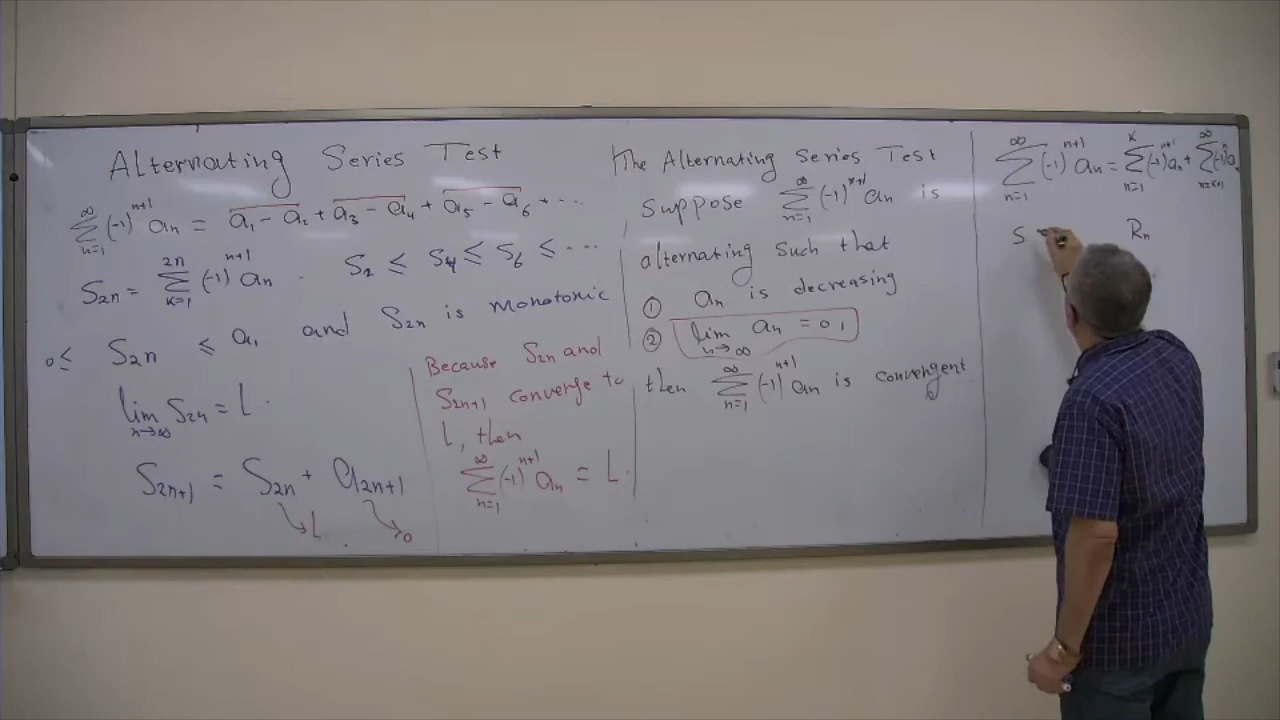 Alternating Series Test
∑_{n=1}^{∞} (-1)^{n+1} a_n = a_1 - a_2 + a_3 - a_4 + a_5 - a_6 + ...
S_{2n} = ∑_{k=1}^{2n} (-1)^{n+1} a_n . S_2 ≤ S_4 ≤ S_6 ≤ ...
0 ≤ S_{2n} ≤ a_1 and S_{2n} is monotonic
lim_{n→∞} S_{2n} = L .
S_{2n+1} = S_{2n} + a_{2n+1}
↘ L ↘ 0
Because S_{2n} and
S_{2n+1} converge to
L, then
∑_{n=1}^{∞} (-1)^{n+1} a_n = L .
The Alternating Series Test
Suppose ∑_{n=1}^{∞} (-1)^{n+1} a_n is
alternating such that
① a_n is decreasing
② lim_{n→∞} a_n = 0,
then ∑_{n=1}^{∞} (-1)^{n+1} a_n is convergent
∑_{n=1}^{∞} (-1)^{n+1} a_n = ∑_{n=1}^{k} (-1)^{n+1} a_n + ∑_{n=k+1}^{∞} (-1)^n a_n
S R_n